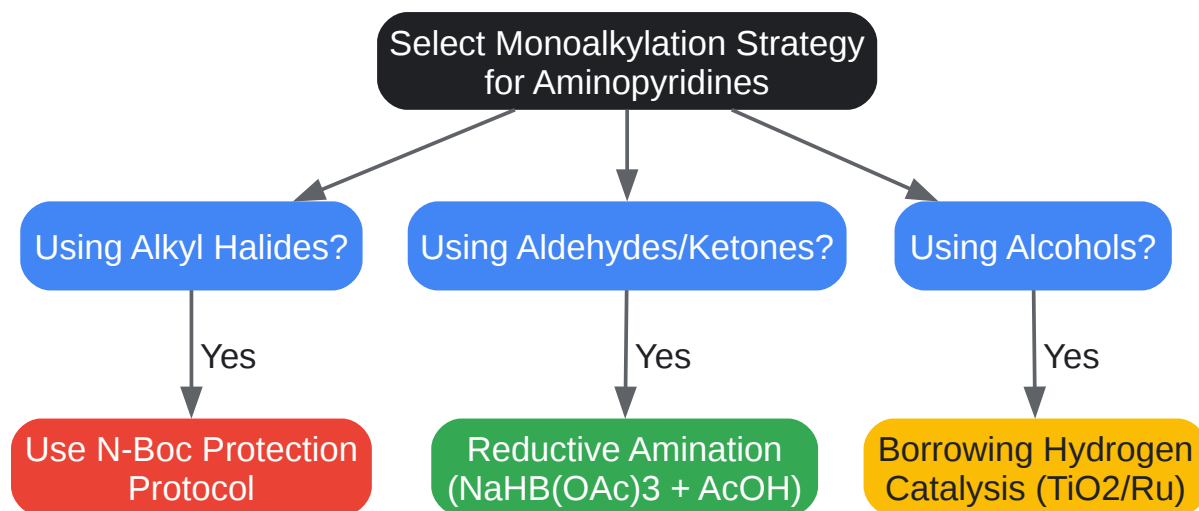 Select Monoalkylation Strategy
for Aminopyridines
Using Alkyl Halides?
Using Aldehydes/Ketones?
Using Alcohols?
Yes
Yes
Yes
Use N-Boc Protection
Protocol
Reductive Amination
(NaHB(OAc)3 + AcOH)
Borrowing Hydrogen
Catalysis (TiO2/Ru)